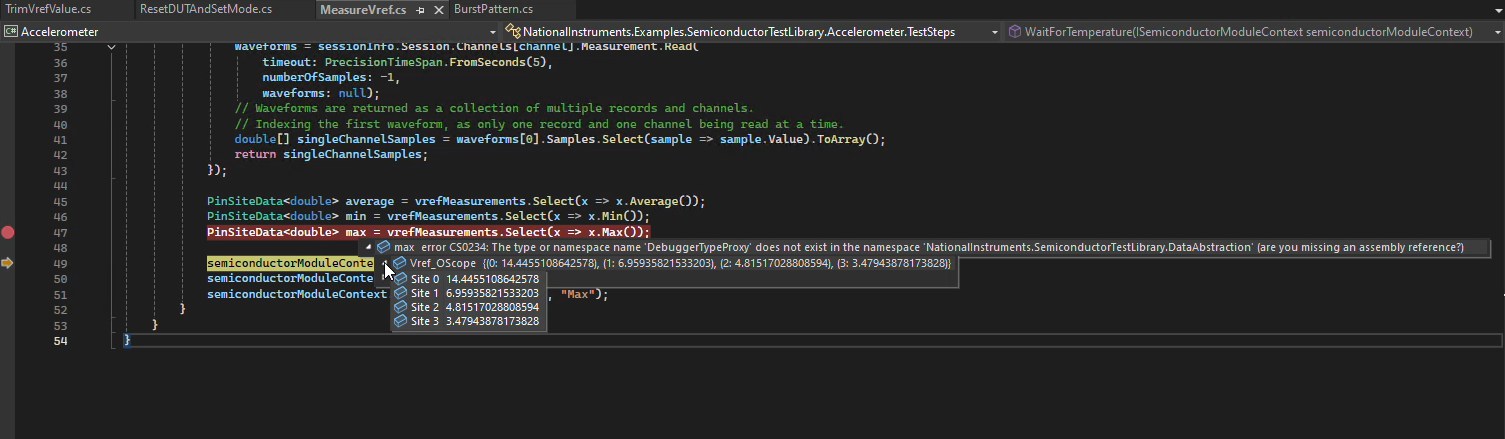 TrimVrefValue.cs ResetDUTAndSetMode.cs MeasureVref.cs BurstPattern.cs
C# Accelerometer NationalInstruments.Examples.SemiconductorTestLibrary.Accelerometer.TestSteps WaitForTemperature(ISemiconductorModuleContext semiconductorModuleContext)
35 waveforms = sessionInfo.Session.Channels[channel].Measurement.Read(
36 timeout: PrecisionTimeSpan.FromSeconds(5),
37 numberOfSamples: -1,
38 waveforms: null);
39 // Waveforms are returned as a collection of multiple records and channels.
40 // Indexing the first waveform, as only one record and one channel being read at a time.
41 double[] singleChannelSamples = waveforms[0].Samples.Select(sample => sample.Value).ToArray();
42 return singleChannelSamples;
43 });
44
45 PinSiteData<double> average = vrefMeasurements.Select(x => x.Average());
46 PinSiteData<double> min = vrefMeasurements.Select(x => x.Min());
47 PinSiteData<double> max = vrefMeasurements.Select(x => x.Max());
48 max error CS0234: The type or namespace name 'DebuggerTypeProxy' does not exist in the namespace 'NationalInstruments.SemiconductorTestLibrary.DataAbstraction' (are you missing an assembly reference?)
49 semiconductorModuleConte Vref_OScope {(0: 14.4455108642578), (1: 6.95935821533203), (2: 4.81517028808594), (3: 3.47943878173828)}
50 semiconductorModuleConte Site 0 14.4455108642578
51 semiconductorModuleContext Site 1 6.95935821533203 , "Max");
52 } Site 2 4.81517028808594
53 } Site 3 3.47943878173828
54 }